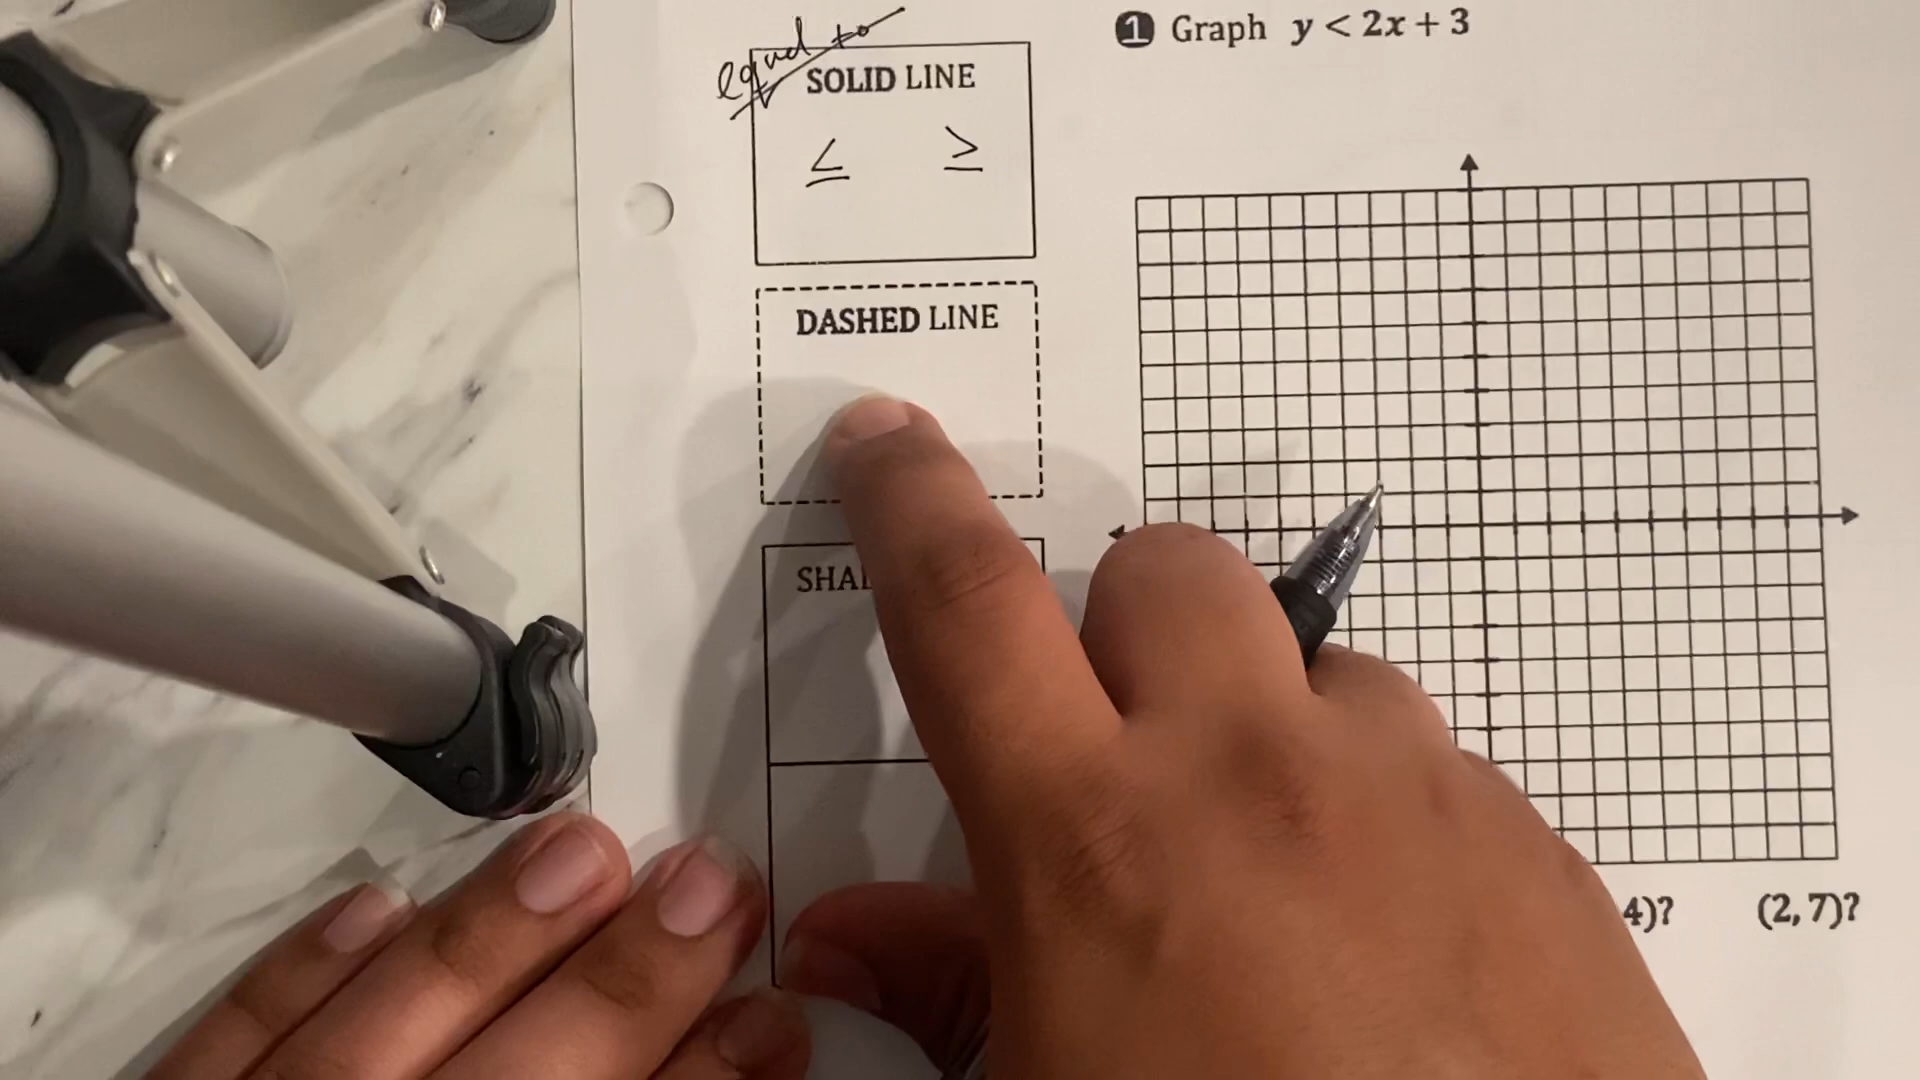 equal to
SOLID LINE
≤ ≥
DASHED LINE
1 Graph y < 2x + 3
4)? (2, 7)?